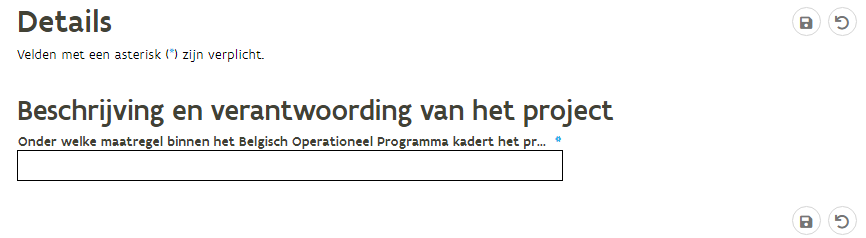 Details
Velden met een asterisk (*) zijn verplicht.
Beschrijving en verantwoording van het project
Onder welke maatregel binnen het Belgisch Operationeel Programma kadert het pr... *